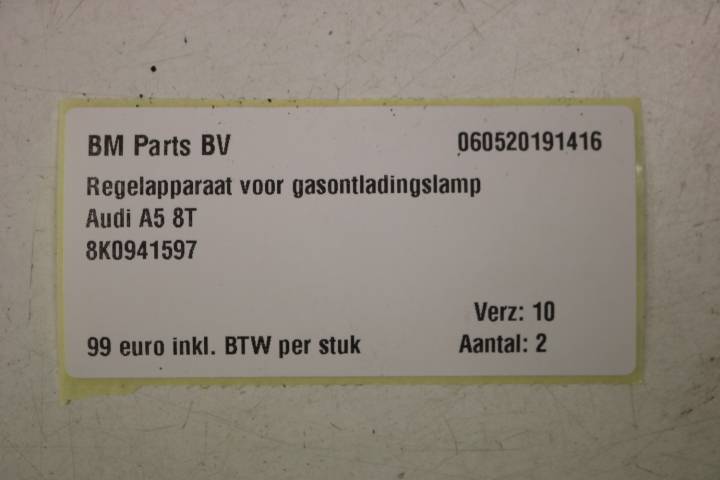 BM Parts BV 060520191416
Regelapparaat voor gasontladingslamp
Audi A5 8T
8K0941597
Verz: 10
99 euro inkl. BTW per stuk Aantal: 2